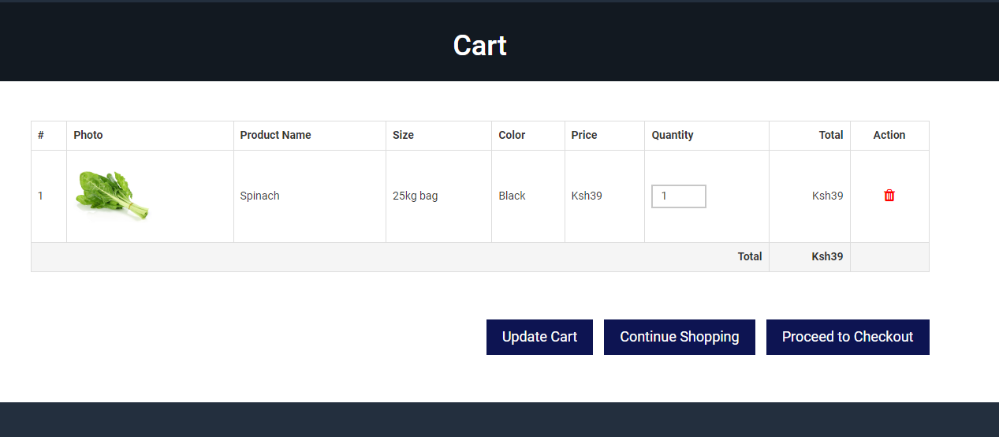 Cart
# Photo Product Name Size Color Price Quantity Total Action
1 Spinach 25kg bag Black Ksh39 1 Ksh39
Total Ksh39
Update Cart Continue Shopping Proceed to Checkout